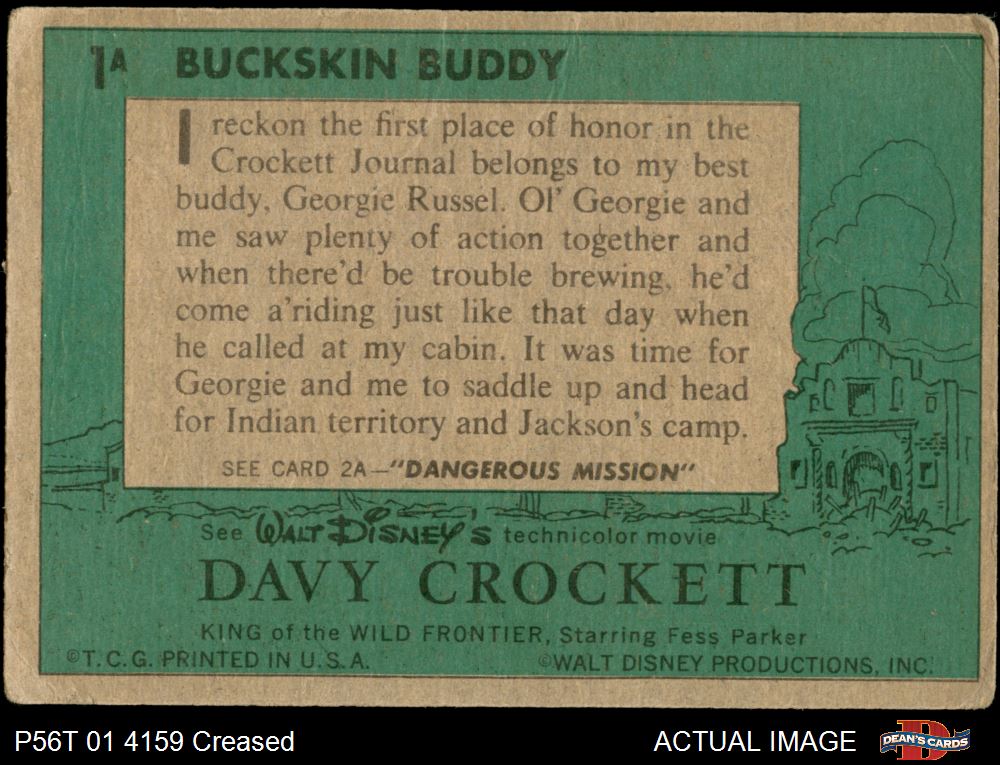 1A BUCKSKIN BUDDY
I reckon the first place of honor in the
Crockett Journal belongs to my best
buddy, Georgie Russel. Ol' Georgie and
me saw plenty of action together and
when there'd be trouble brewing, he'd
come a'riding just like that day when
he called at my cabin. It was time for
Georgie and me to saddle up and head
for Indian territory and Jackson's camp.
SEE CARD 2A—"DANGEROUS MISSION"
See WALT DISNEY'S technicolor movie
DAVY CROCKETT
KING of the WILD FRONTIER, Starring Fess Parker
©T.C.G. PRINTED IN U.S.A. ©WALT DISNEY PRODUCTIONS, INC.
P56T 01 4159 Creased ACTUAL IMAGE D DEAN'S CARDS